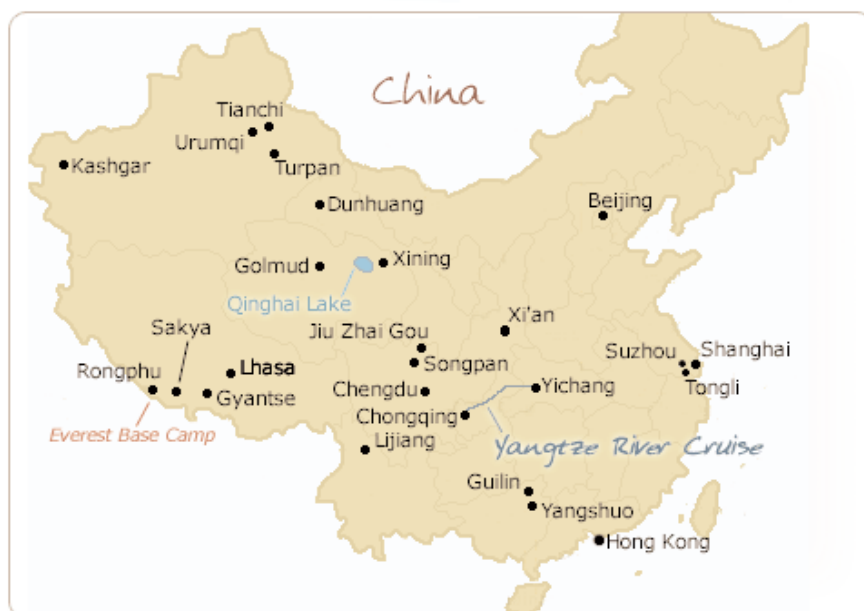 China
Tianchi
Urumqi
Kashgar
Turpan
Dunhuang
Beijing
Golmud
Xining
Qinghai Lake
Xi'an
Sakya
Jiu Zhai Gou
Suzhou
Shanghai
Rongphu
Lhasa
Songpan
Tongli
Gyantse
Chengdu
Yichang
Everest Base Camp
Chongqing
Lijiang
Yangtze River Cruise
Guilin
Yangshuo
Hong Kong